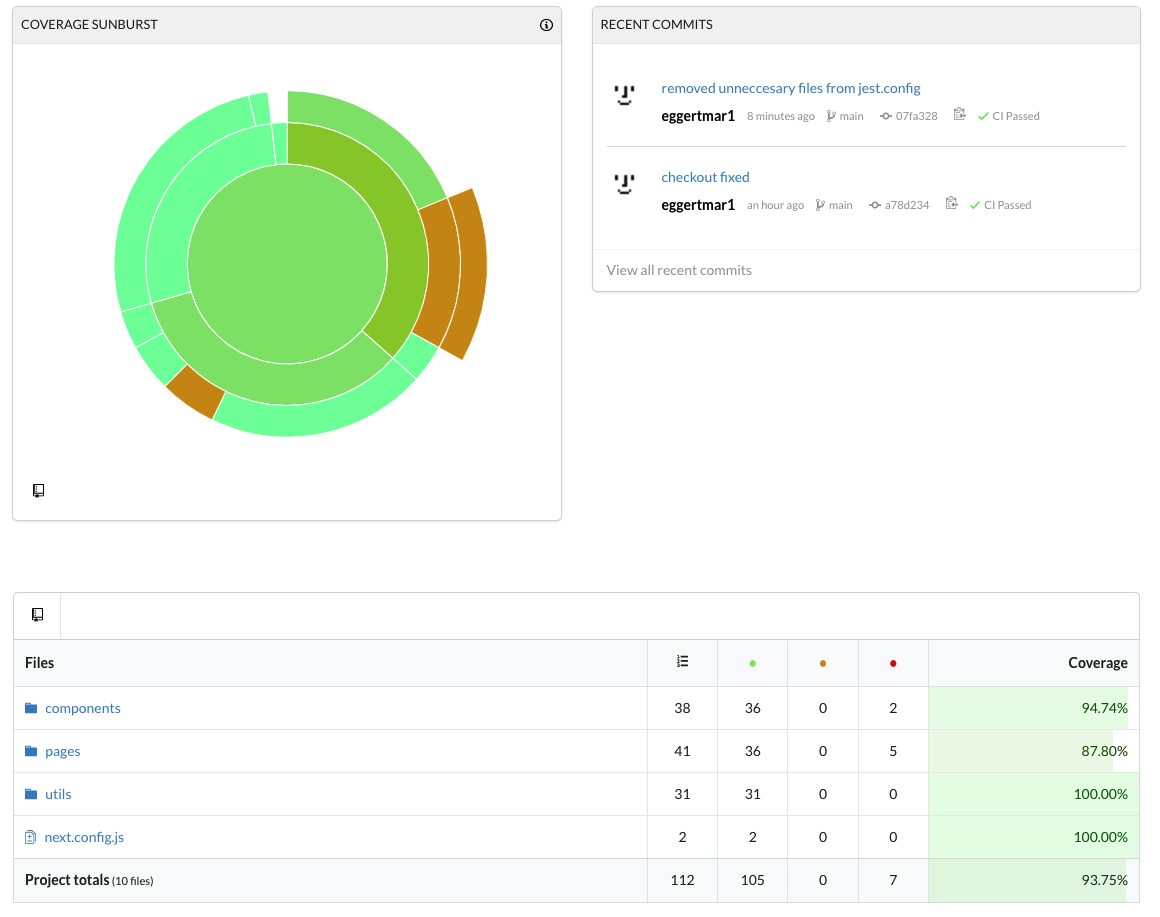 COVERAGE SUNBURST
RECENT COMMITS
removed unneccesary files from jest.config
eggertmar1 8 minutes ago main 07fa328 CI Passed
checkout fixed
eggertmar1 an hour ago main a78d234 CI Passed
View all recent commits
Files Coverage
components 38 36 0 2 94.74%
pages 41 36 0 5 87.80%
utils 31 31 0 0 100.00%
next.config.js 2 2 0 0 100.00%
Project totals (10 files) 112 105 0 7 93.75%